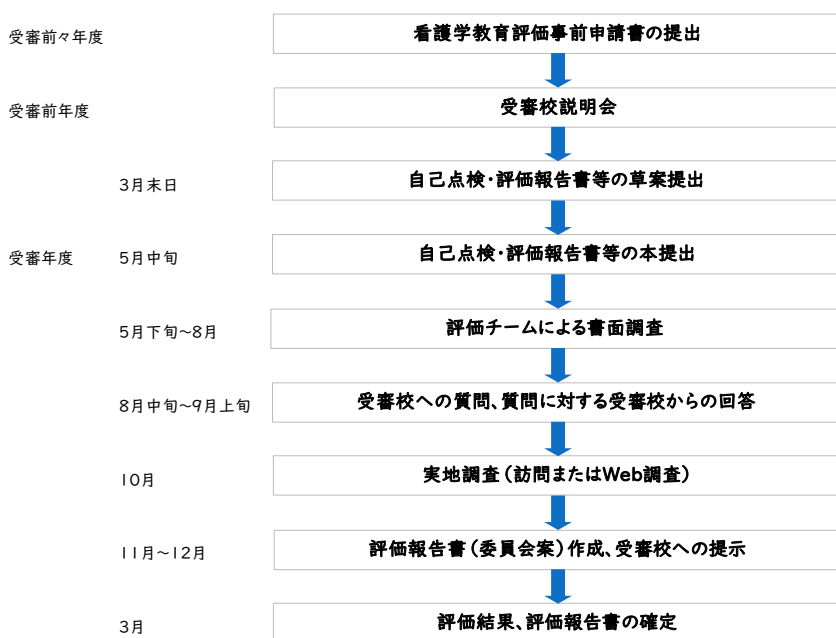 受審前々年度 看護学教育評価事前申請書の提出
受審前年度 受審校説明会
3月末日 自己点検・評価報告書等の草案提出
受審年度 5月中旬 自己点検・評価報告書等の本提出
5月下旬~8月 評価チームによる書面調査
8月中旬~9月上旬 受審校への質問、質問に対する受審校からの回答
10月 実地調査(訪問またはWeb調査)
11月~12月 評価報告書(委員会案)作成、受審校への提示
3月 評価結果、評価報告書の確定